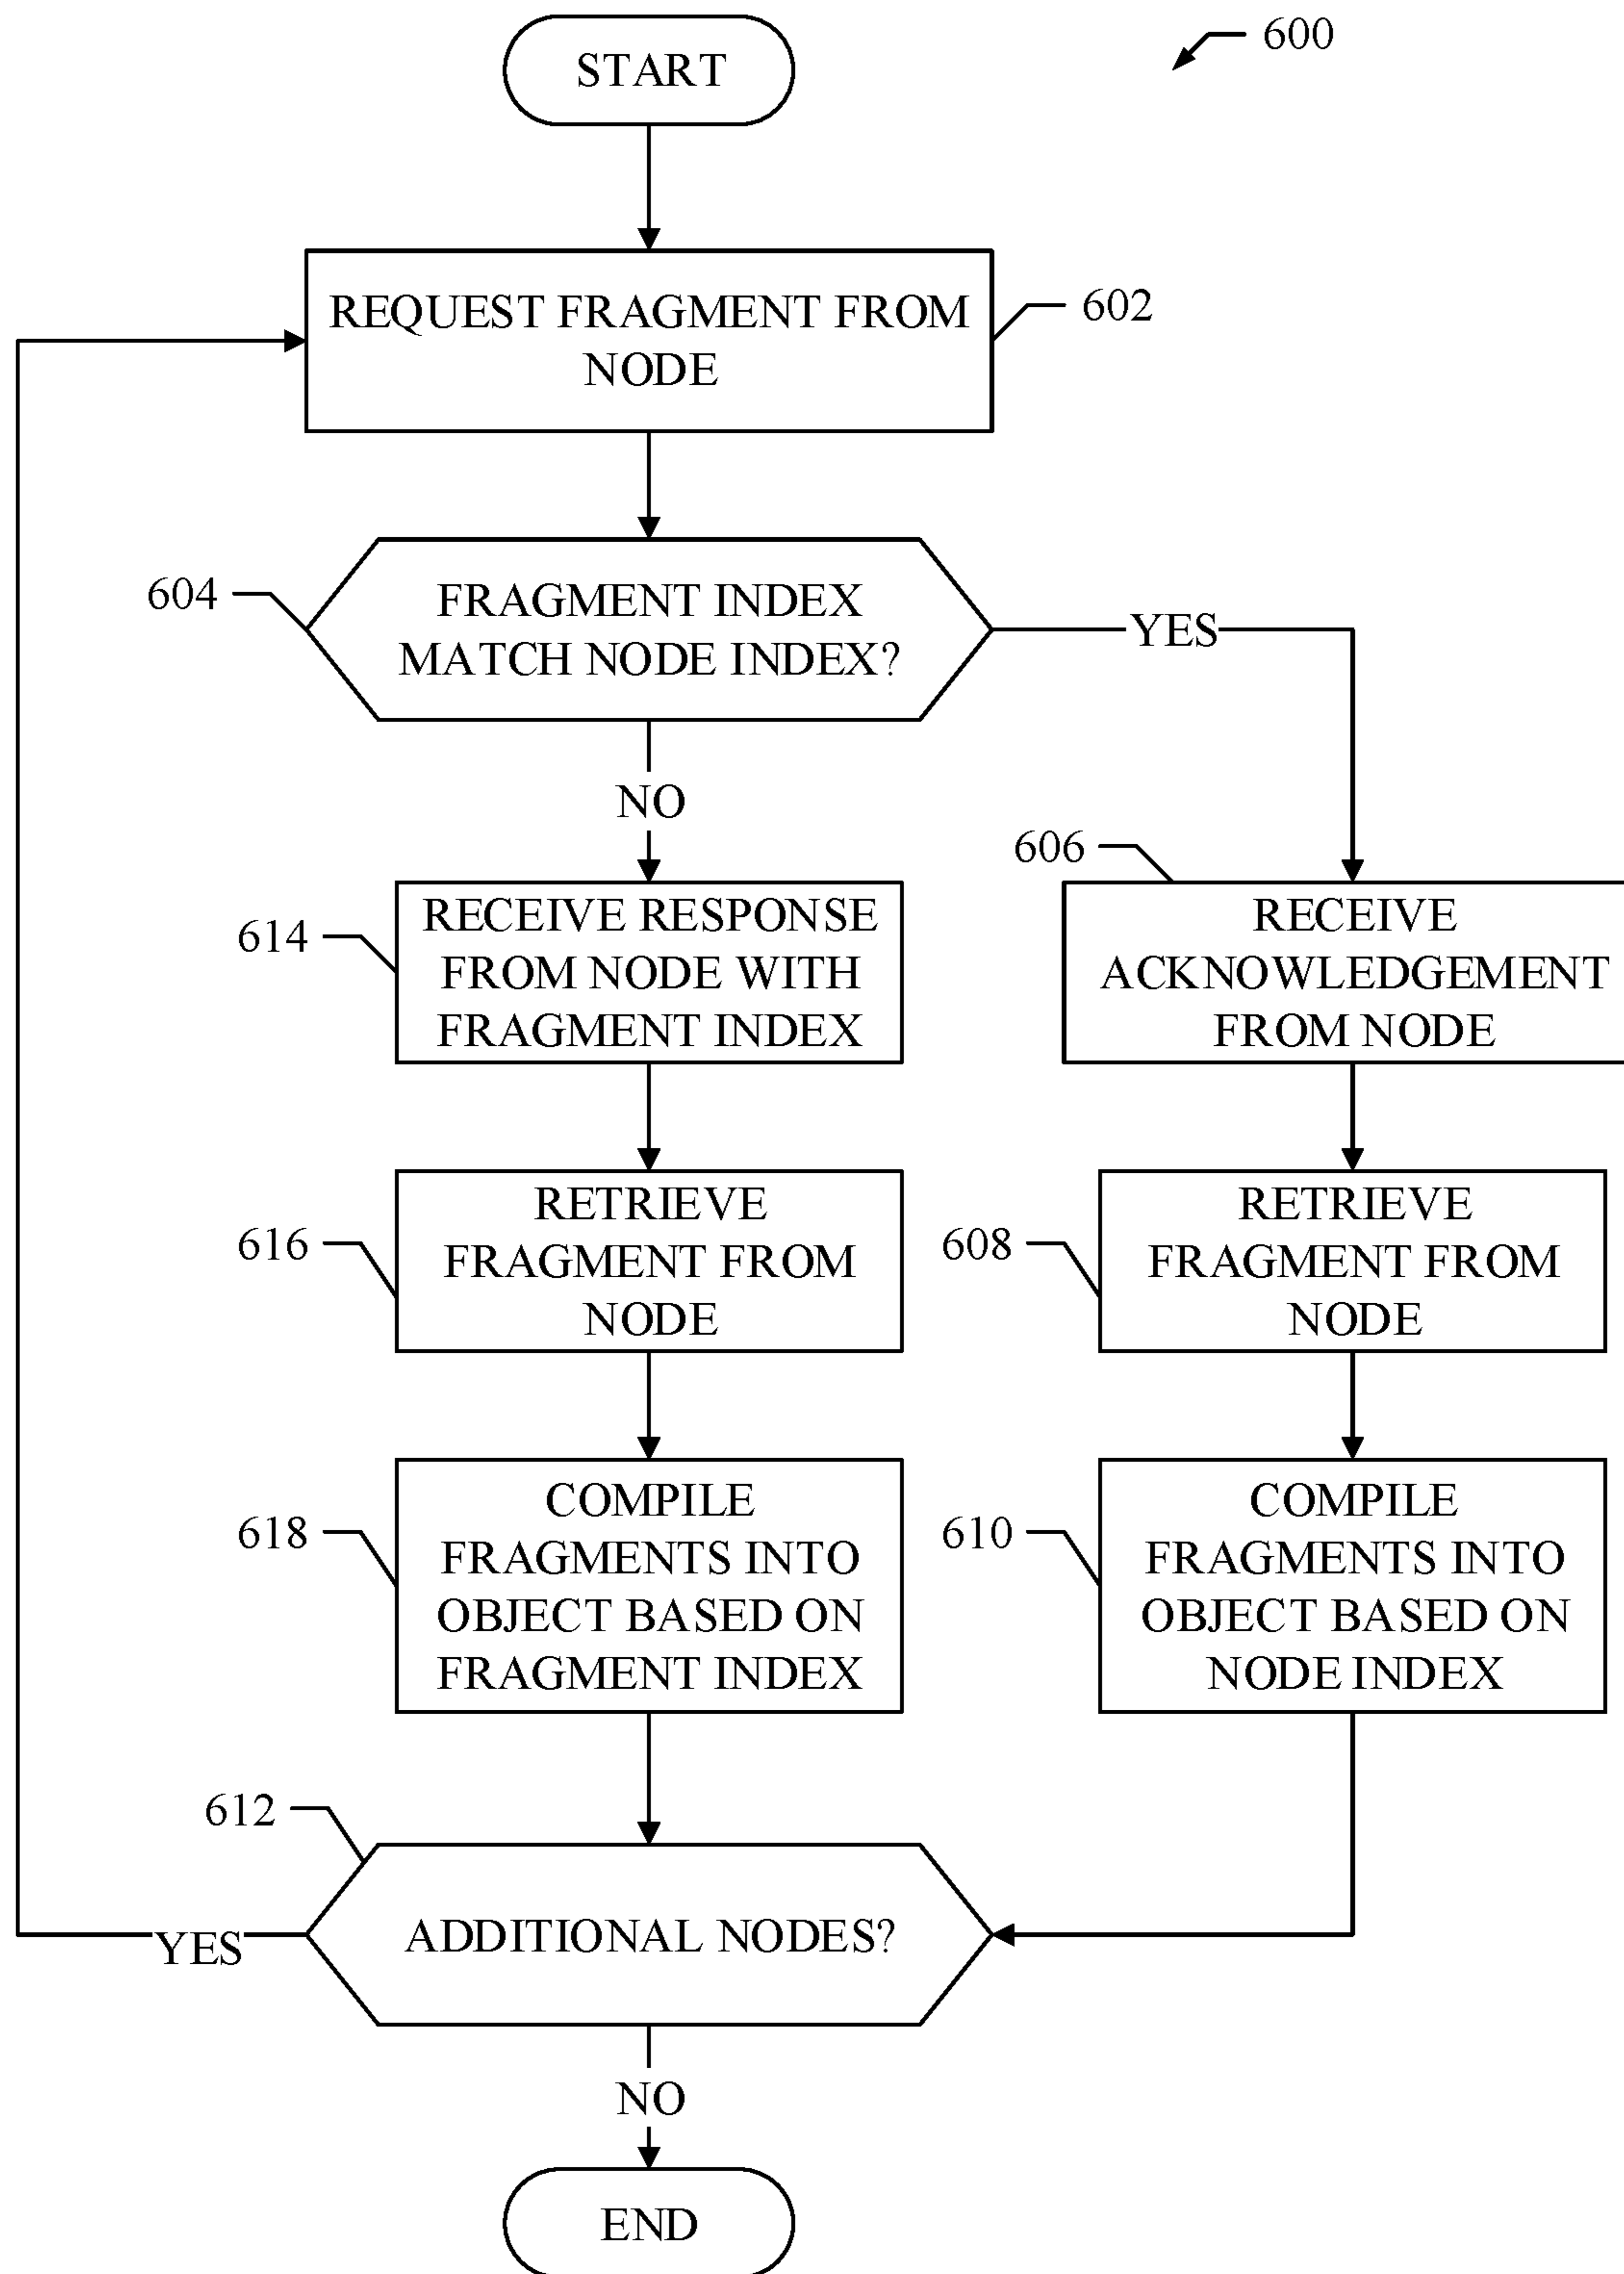 START
600
REQUEST FRAGMENT FROM
NODE
602
604
FRAGMENT INDEX
MATCH NODE INDEX?
YES
NO
614
RECEIVE RESPONSE
FROM NODE WITH
FRAGMENT INDEX
606
RECEIVE
ACKNOWLEDGEMENT
FROM NODE
616
RETRIEVE
FRAGMENT FROM
NODE
608
RETRIEVE
FRAGMENT FROM
NODE
618
COMPILE
FRAGMENTS INTO
OBJECT BASED ON
FRAGMENT INDEX
610
COMPILE
FRAGMENTS INTO
OBJECT BASED ON
NODE INDEX
612
ADDITIONAL NODES?
YES
NO
END